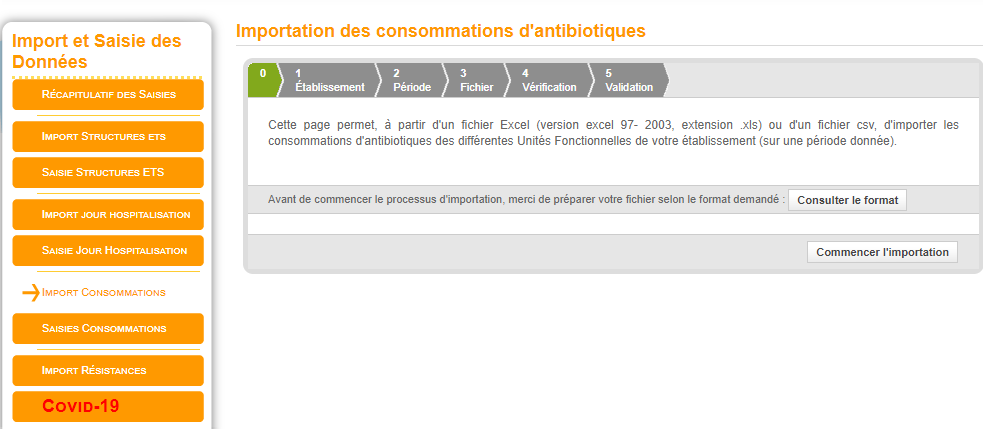 Import et Saisie des
Données
Récapitulatif des Saisies
Import Structures ets
Saisie Structures ETS
Import jour hospitalisation
Saisie Jour Hospitalisation
Import Consommations
Saisies Consommations
Import Résistances
Covid-19
Importation des consommations d'antibiotiques
0
1
Établissement
2
Période
3
Fichier
4
Vérification
5
Validation
Cette page permet, à partir d'un fichier Excel (version excel 97- 2003, extension .xls) ou d'un fichier csv, d'importer les
consommations d'antibiotiques des différentes Unités Fonctionnelles de votre établissement (sur une période donnée).
Avant de commencer le processus d'importation, merci de préparer votre fichier selon le format demandé : Consulter le format
Commencer l'importation